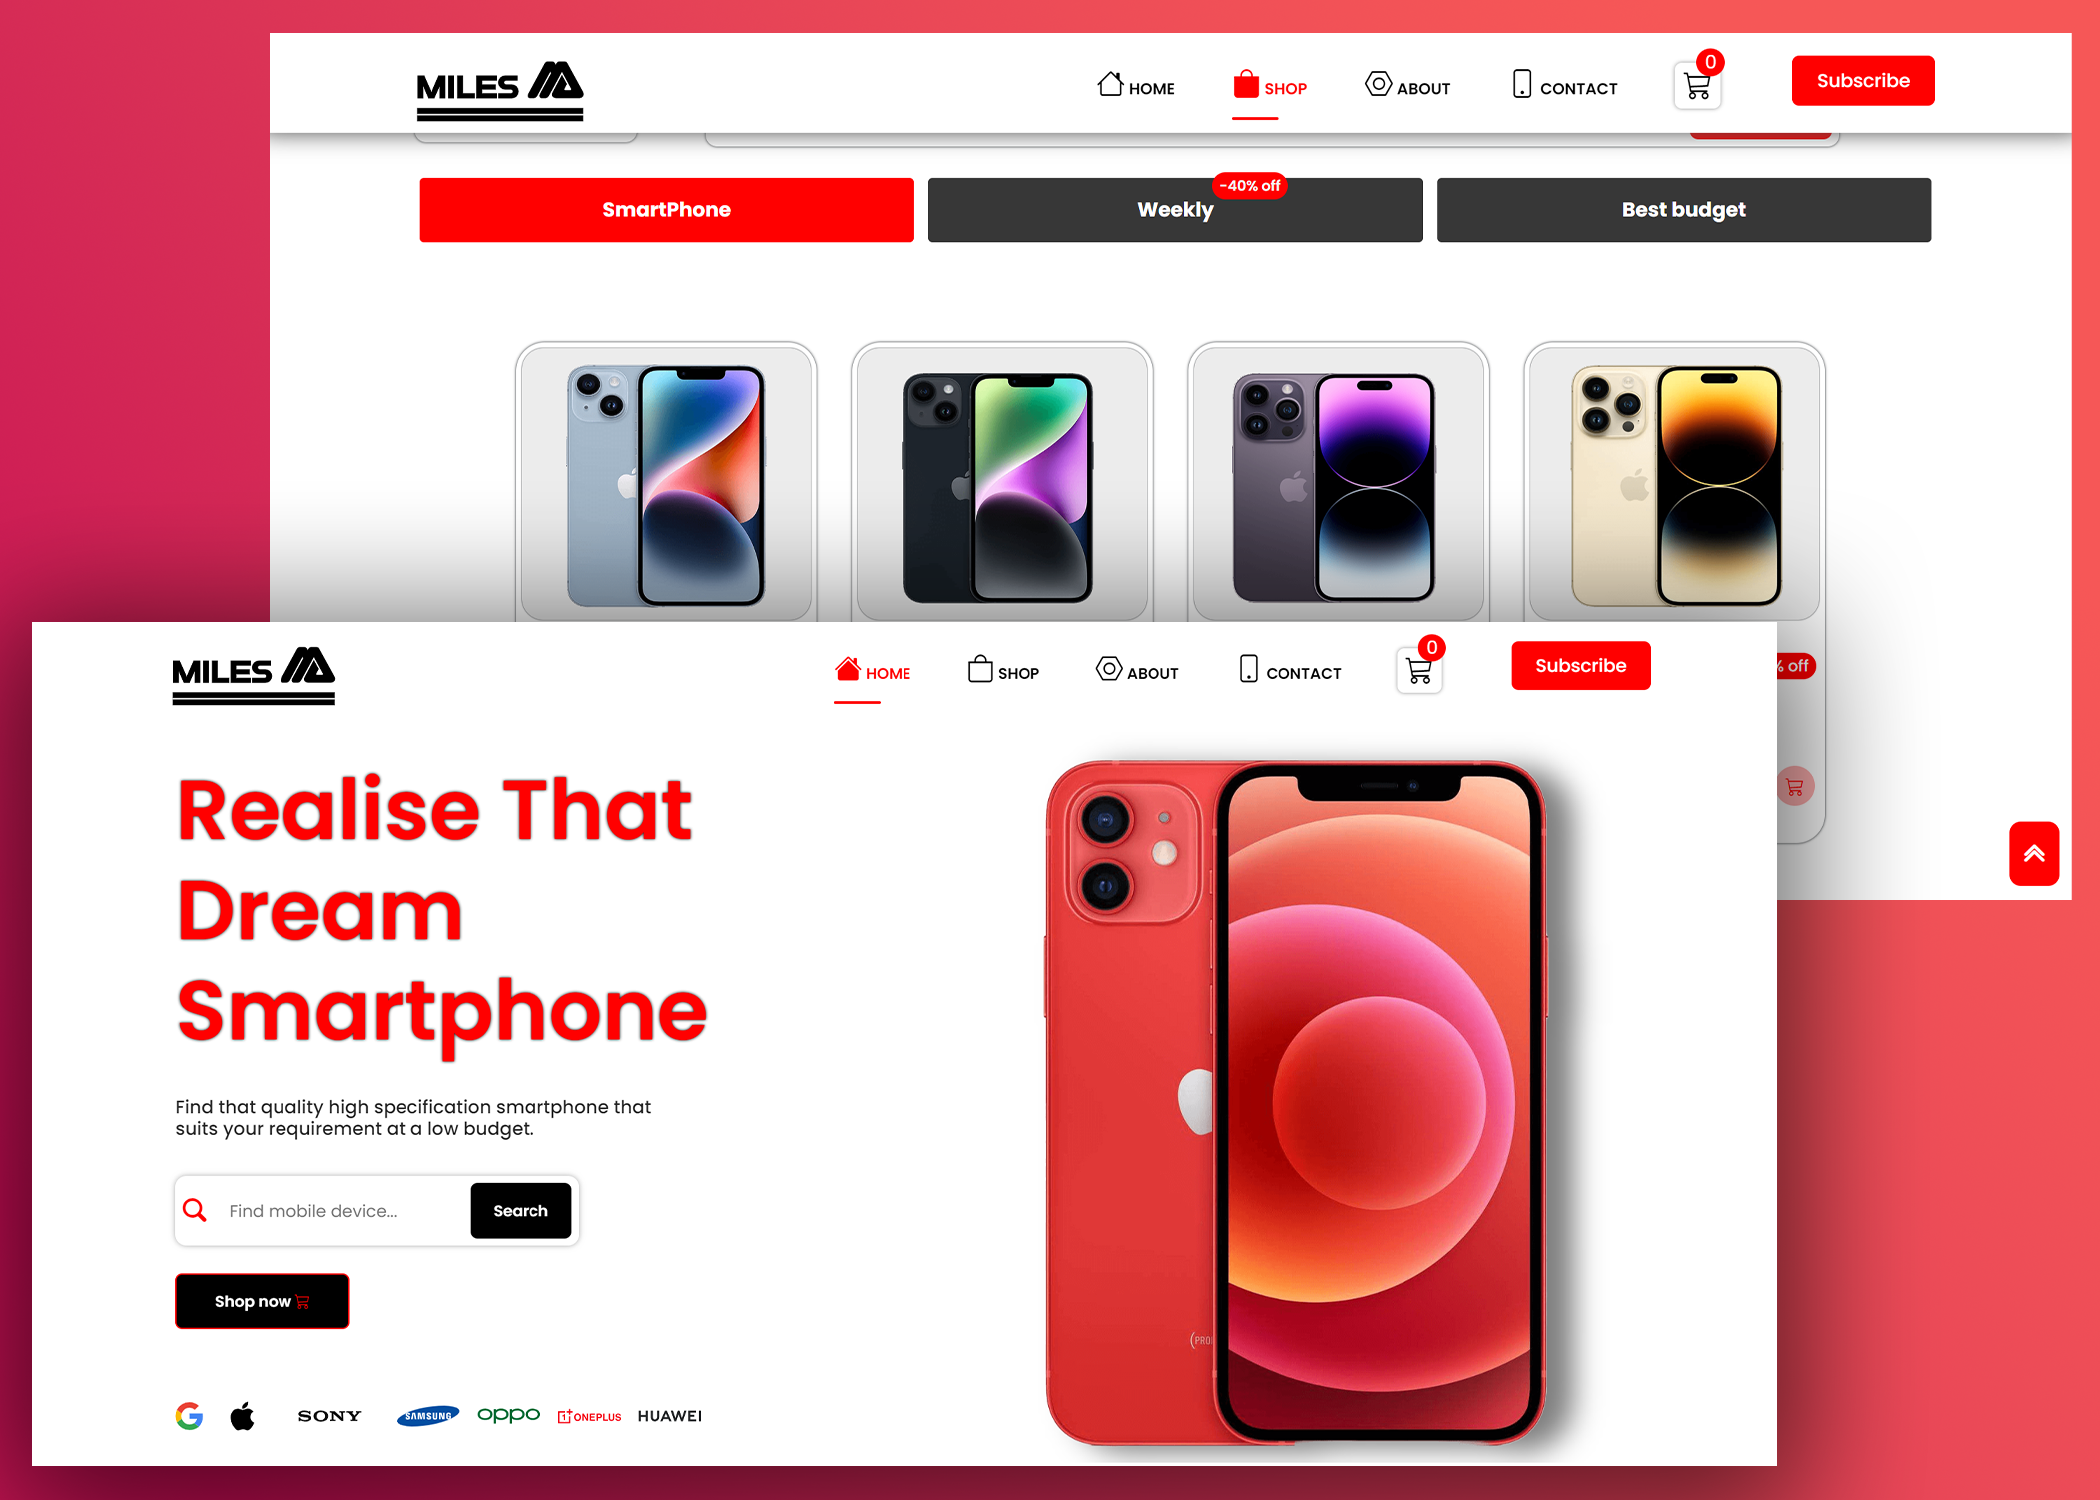 MILES
HOME SHOP ABOUT CONTACT 0 Subscribe
SmartPhone Weekly -40% off Best budget
% off
MILES
HOME SHOP ABOUT CONTACT 0 Subscribe
Realise That
Dream
Smartphone
Find that quality high specification smartphone that
suits your requirement at a low budget.
Find mobile device... Search
Shop now
(PRO
SONY SAMSUNG oppo ONEPLUS HUAWEI